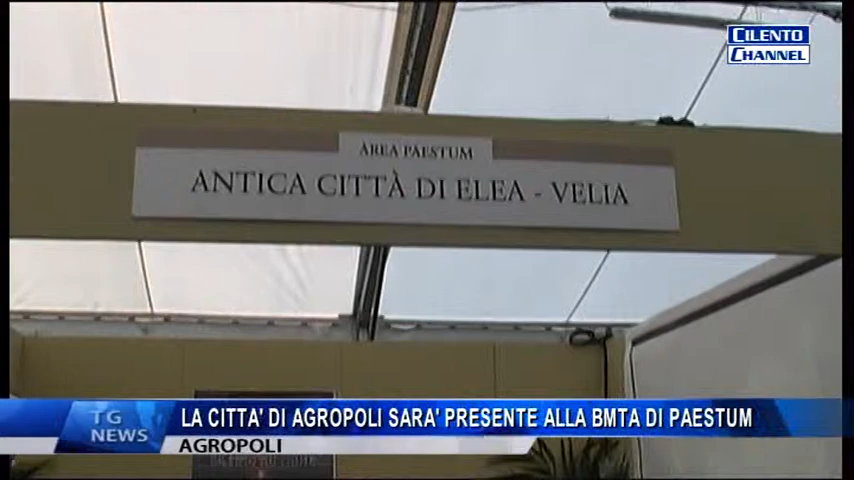 CILENTO
CHANNEL
AREA PAESTUM
ANTICA CITTÀ DI ELEA - VELIA
TG
NEWS
LA CITTA' DI AGROPOLI SARA' PRESENTE ALLA BMTA DI PAESTUM
AGROPOLI